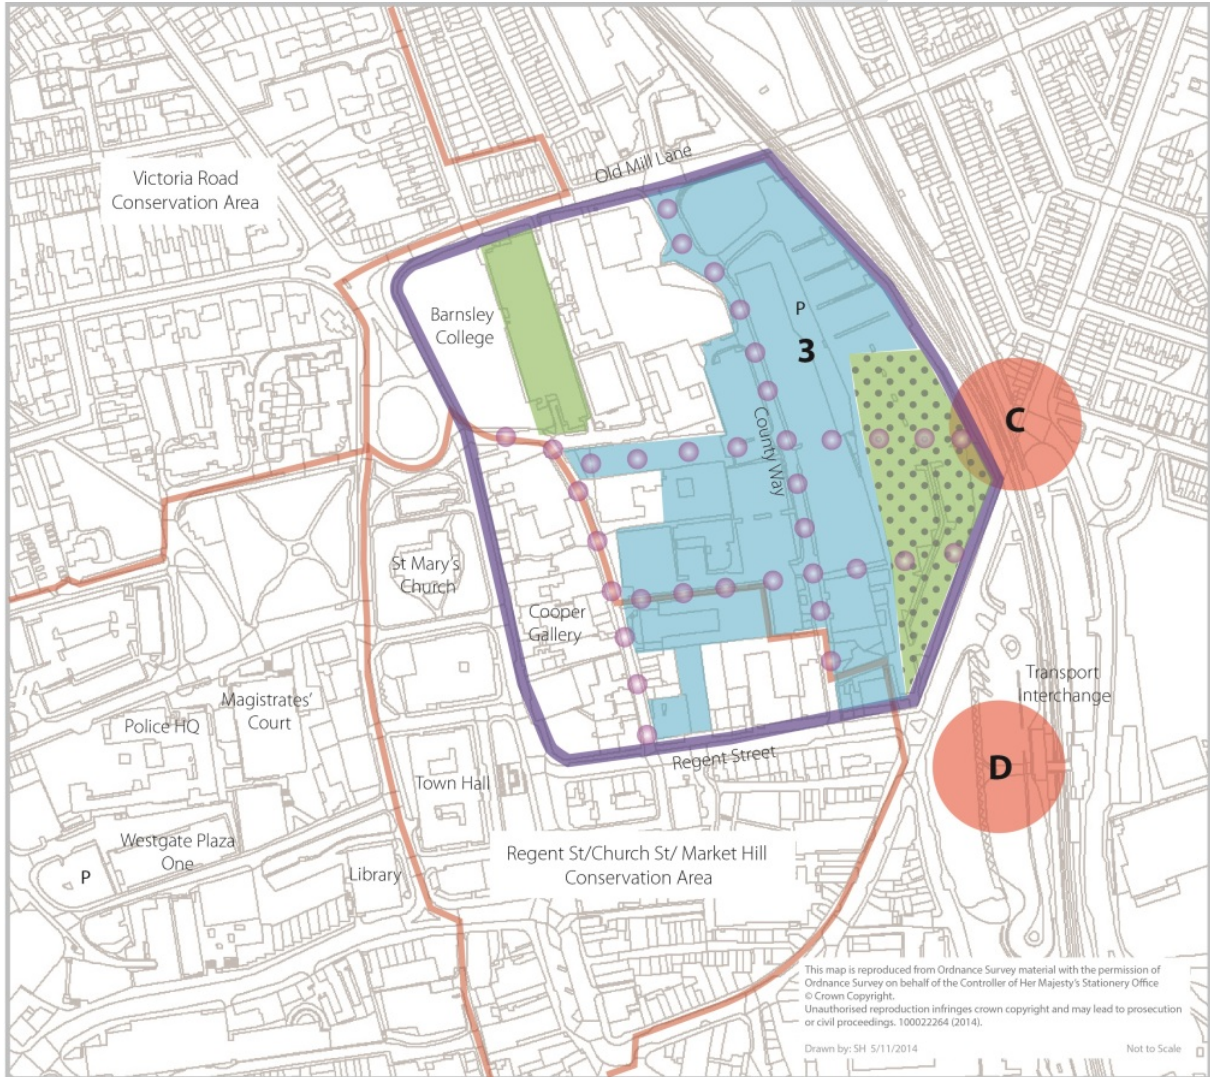 Old Mill Lane
Victoria Road
Conservation Area
Barnsley
College
P
3
C
County Way
St Mary's
Church
Cooper
Gallery
Transport
Interchange
Magistrates'
Court
Police HQ
D
Regent Street
Town Hall
Westgate Plaza
One
P
Library
Regent St/Church St/ Market Hill
Conservation Area
This map is reproduced from Ordnance Survey material with the permission of
Ordnance Survey on behalf of the Controller of Her Majesty's Stationery Office
© Crown Copyright.
Unauthorised reproduction infringes crown copyright and may lead to prosecution
or civil proceedings. 100022264 (2014).
Drawn by: SH 5/11/2014
Not to Scale